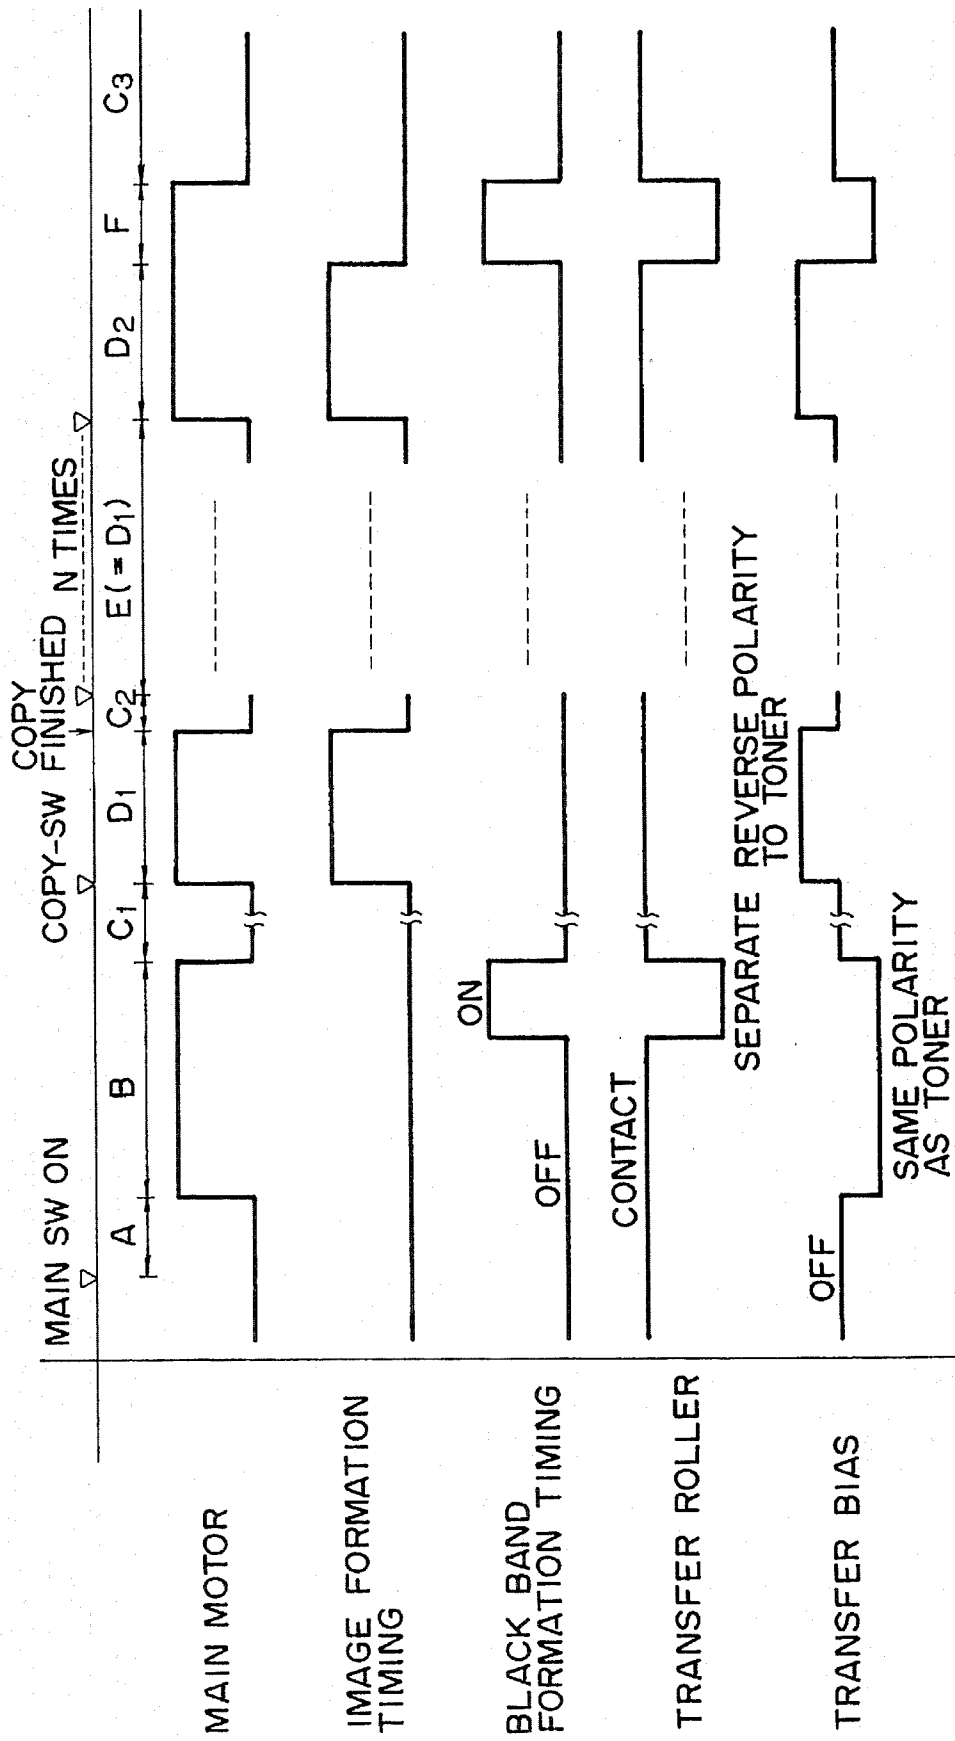 MAIN SW ON
COPY-SW
COPY
FINISHED
N TIMES
A
B
C1
D1
C2
E(=D1)
D2
F
C3
MAIN MOTOR
IMAGE FORMATION
TIMING
BLACK BAND
FORMATION TIMING
OFF
ON
TRANSFER ROLLER
CONTACT
SEPARATE
REVERSE POLARITY
TO TONER
TRANSFER BIAS
OFF
SAME POLARITY
AS TONER